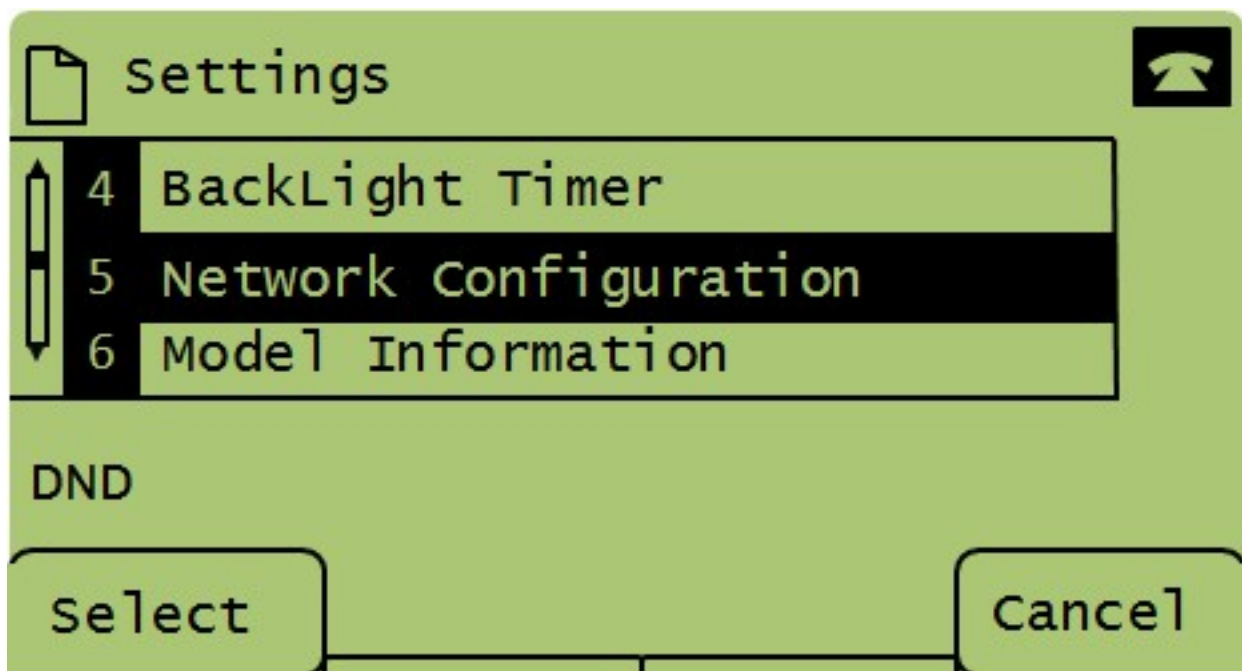 Settings
4 BackLight Timer
5 Network Configuration
6 Model Information
DND
Select Cancel